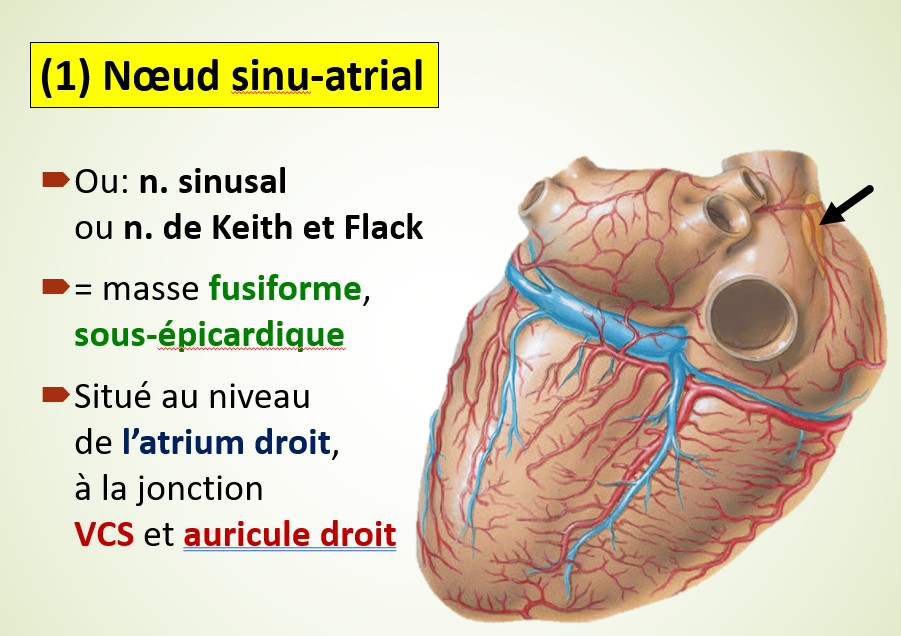 (1) Nœud sinu-atrial
Ou: n. sinusal
ou n. de Keith et Flack
= masse fusiforme,
sous-épicardique
Situé au niveau
de l’atrium droit,
à la jonction
VCS et auricule droit